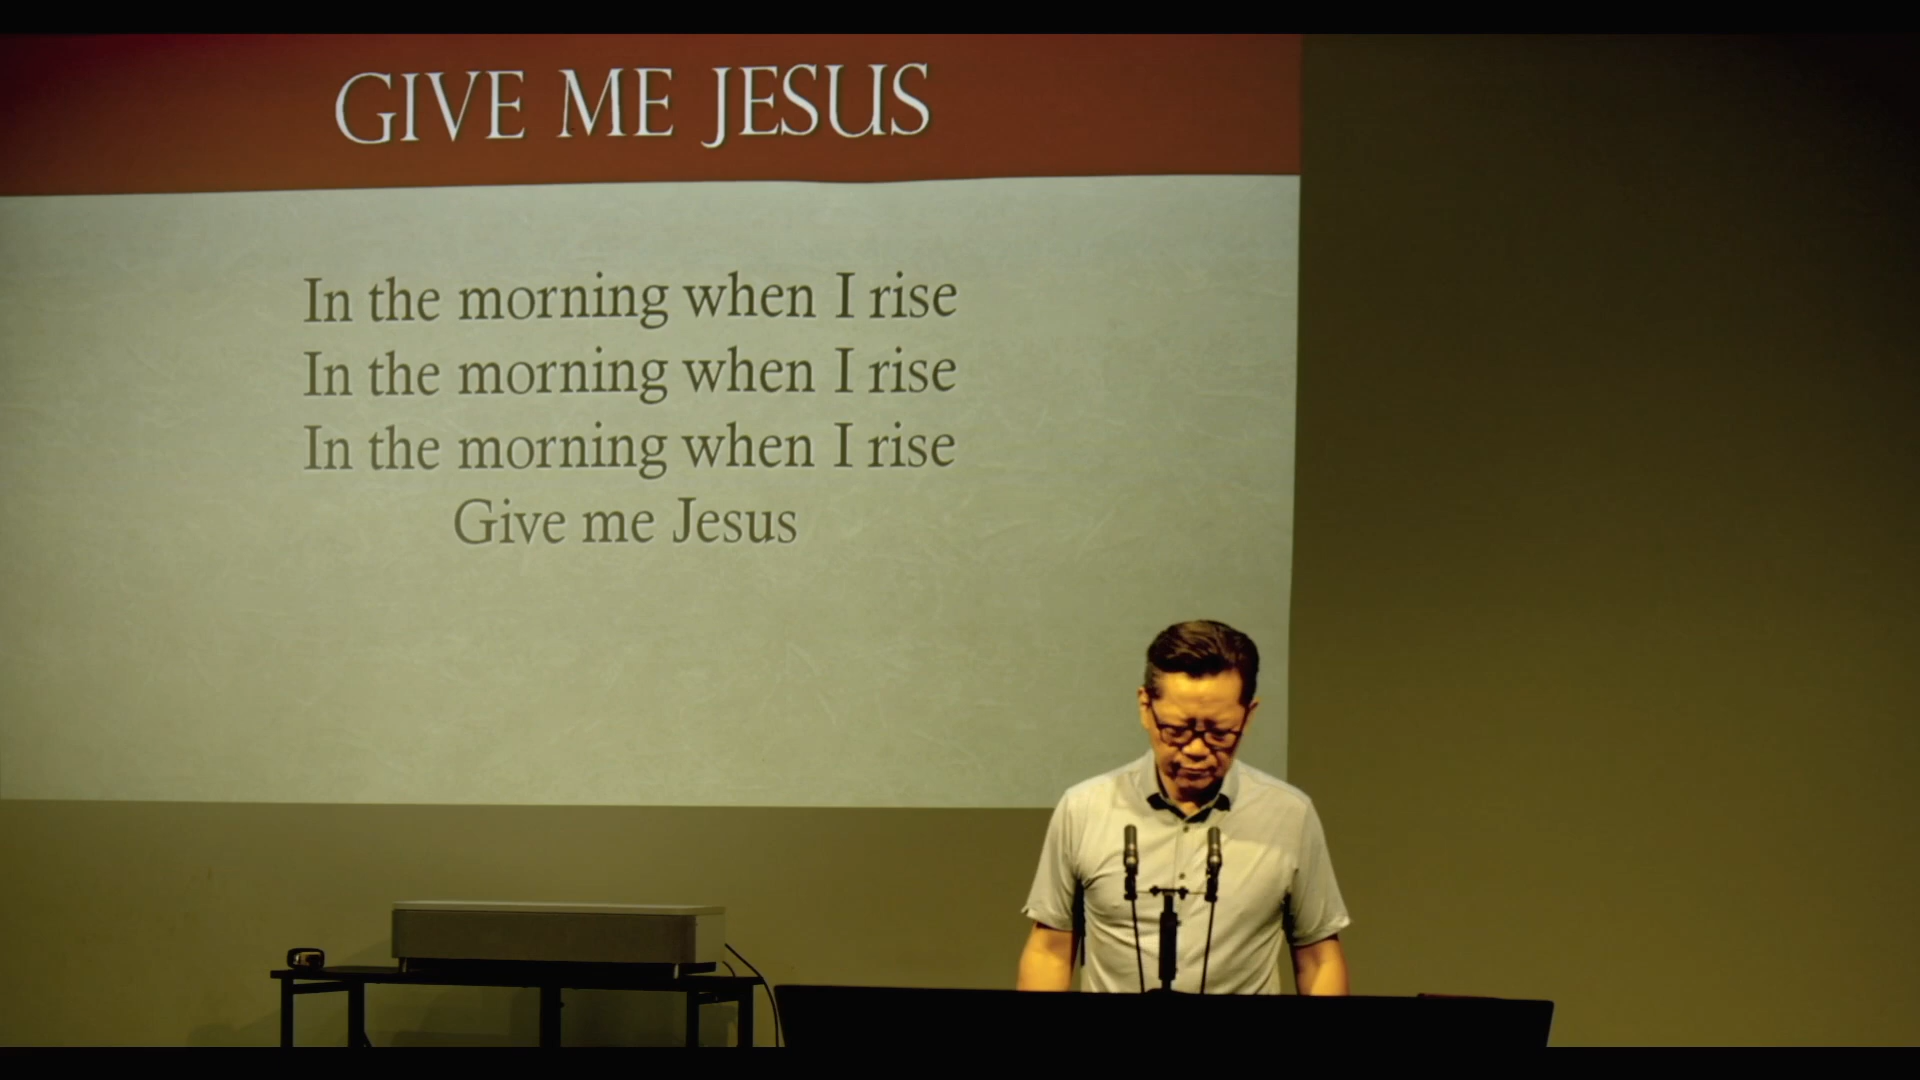 GIVE ME JESUS
In the morning when I rise
In the morning when I rise
In the morning when I rise
Give me Jesus